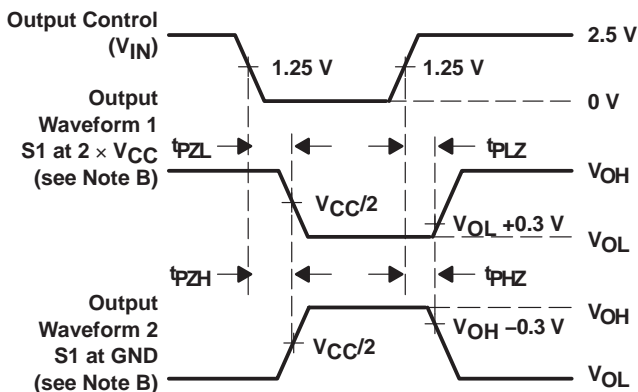 Output Control
(VIN)
2.5 V
1.25 V
1.25 V
0 V
Output
Waveform 1
S1 at 2 × VCC
(see Note B)
tPZL
tPLZ
VOH
VCC/2
VOL +0.3 V
VOL
tPZH
tPHZ
Output
Waveform 2
S1 at GND
(see Note B)
VOH
VOH −0.3 V
VCC/2
VOL